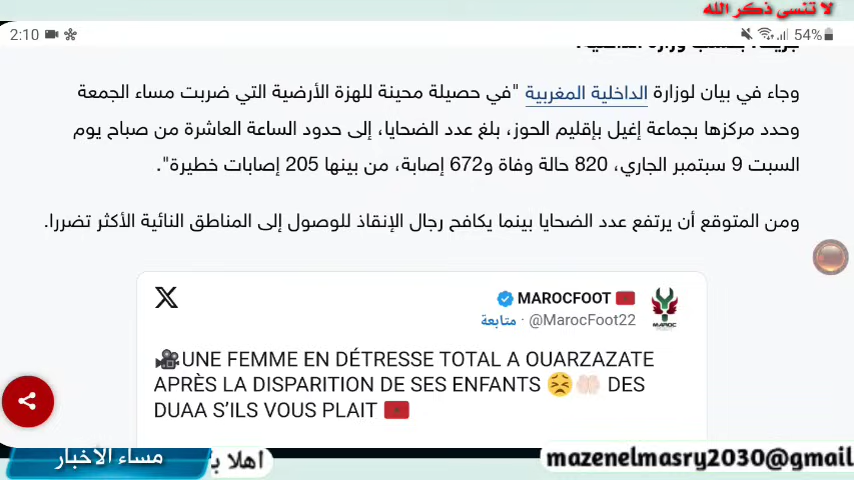 لا تنسى ذكر الله
2:10
54%
وجاء في بيان لوزارة الداخلية المغربية "في حصيلة محينة للهزة الأرضية التي ضربت مساء الجمعة
وحدد مركزها بجماعة إغيل بإقليم الحوز، بلغ عدد الضحايا، إلى حدود الساعة العاشرة من صباح يوم
السبت 9 سبتمبر الجاري، 820 حالة وفاة و672 إصابة، من بينها 205 إصابات خطيرة".
ومن المتوقع أن يرتفع عدد الضحايا بينما يكافح رجال الإنقاذ للوصول إلى المناطق النائية الأكثر تضررا.
MAROCFOOT 🇲🇦
@MarocFoot22 · متابعة
MAROC
🎥UNE FEMME EN DÉTRESSE TOTAL A OUARZAZATE
APRÈS LA DISPARITION DE SES ENFANTS 😣🤲🏻 DES
DUAA S'ILS VOUS PLAIT 🇲🇦
مساء الاخبار
اهلا
mazenelmasry2030@gmail